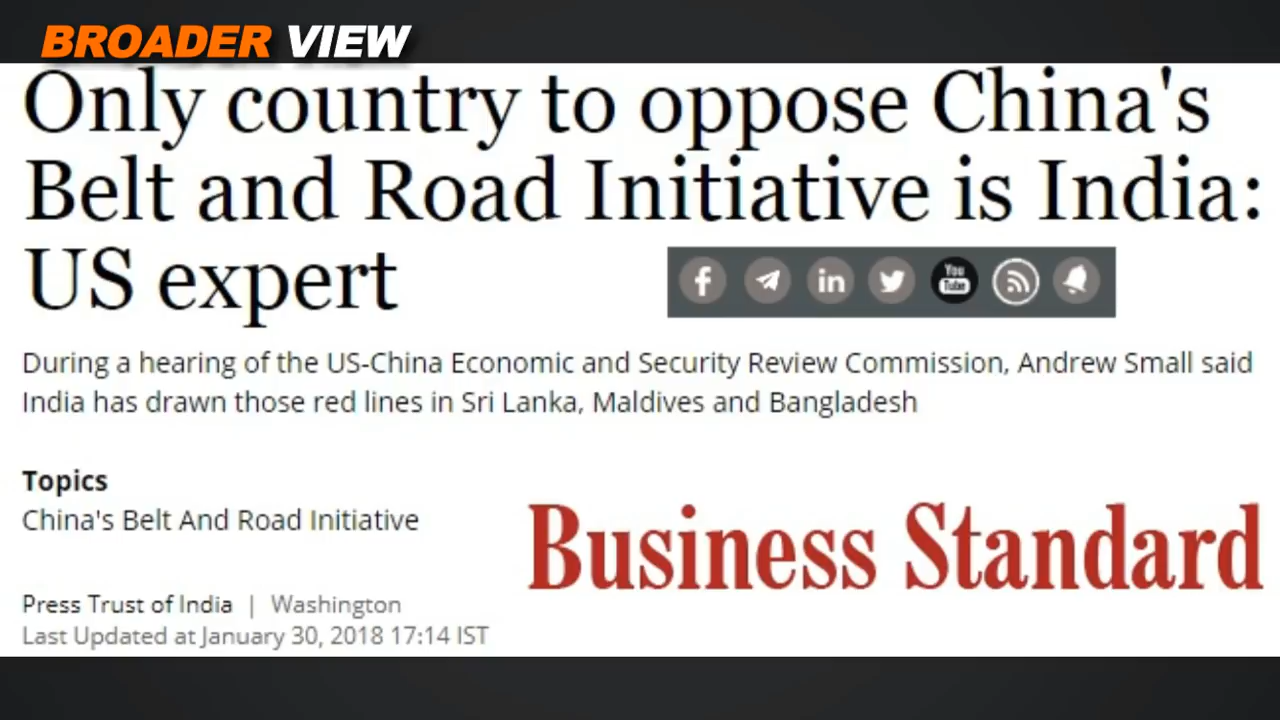 BROADER VIEW
Only country to oppose China's
Belt and Road Initiative is India:
US expert
You
Tube
During a hearing of the US-China Economic and Security Review Commission, Andrew Small said
India has drawn those red lines in Sri Lanka, Maldives and Bangladesh
Topics
China's Belt And Road Initiative
Business Standard
Press Trust of India | Washington
Last Updated at January 30, 2018 17:14 IST